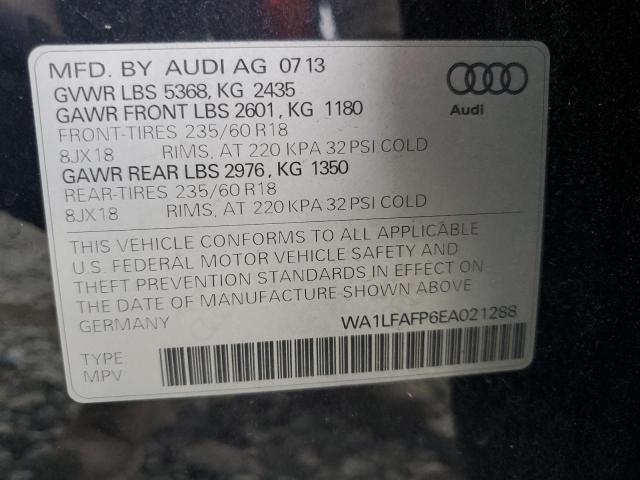 MFD. BY AUDI AG 07 13
GVWR LBS 5368, KG 2435
GAWR FRONT LBS 2601, KG 1180
FRONT-TIRES 235/60 R18
8JX18 RIMS, AT 220 KPA 32 PSI COLD
GAWR REAR LBS 2976, KG 1350
REAR-TIRES 235/60 R18
8JX18 RIMS, AT 220 KPA 32 PSI COLD
Audi
THIS VEHICLE CONFORMS TO ALL APPLICABLE
U.S. FEDERAL MOTOR VEHICLE SAFETY AND
THEFT PREVENTION STANDARDS IN EFFECT ON
THE DATE OF MANUFACTURE SHOWN ABOVE
GERMANY WA1LFAFP6EA021288
TYPE
MPV